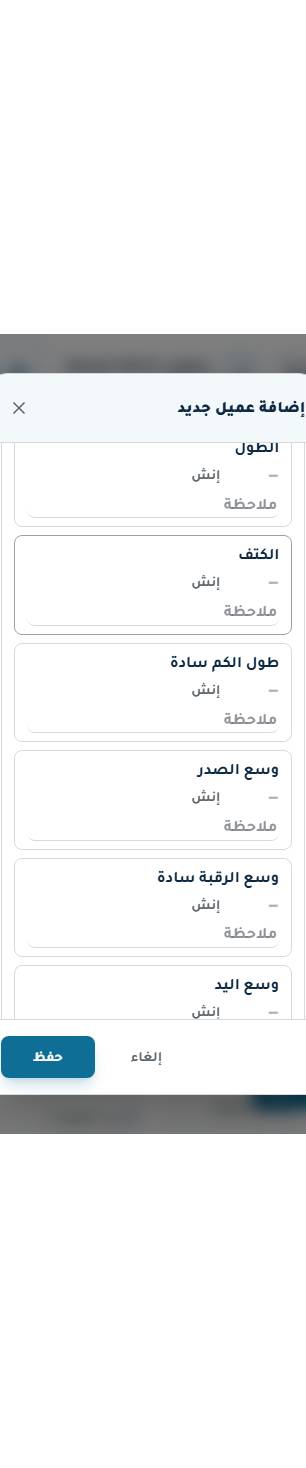 إضافة عميل جديد
الطول
– إنش
ملاحظة
الكتف
– إنش
ملاحظة
طول الكم سادة
– إنش
ملاحظة
وسع الصدر
– إنش
ملاحظة
وسع الرقبة سادة
– إنش
ملاحظة
وسع اليد
– إنش
إلغاء
حفظ